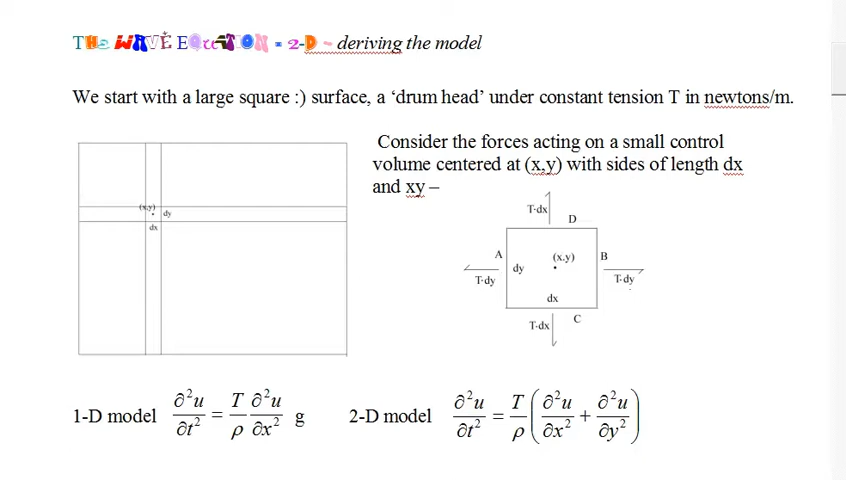 THe WAVE EQuATION = 2-D ~ deriving the model
We start with a large square :) surface, a ‘drum head’ under constant tension T in newtons/m.
Consider the forces acting on a small control
volume centered at (x,y) with sides of length dx
and xy –
(x,y)
dy
dx
T·dx
D
A
(x,y)
B
dy
T·dy
T·dy
dx
T·dx
C
1-D model ∂²u/∂t² = T/ρ ∂²u/∂x² g
2-D model ∂²u/∂t² = T/ρ (∂²u/∂x² + ∂²u/∂y²)